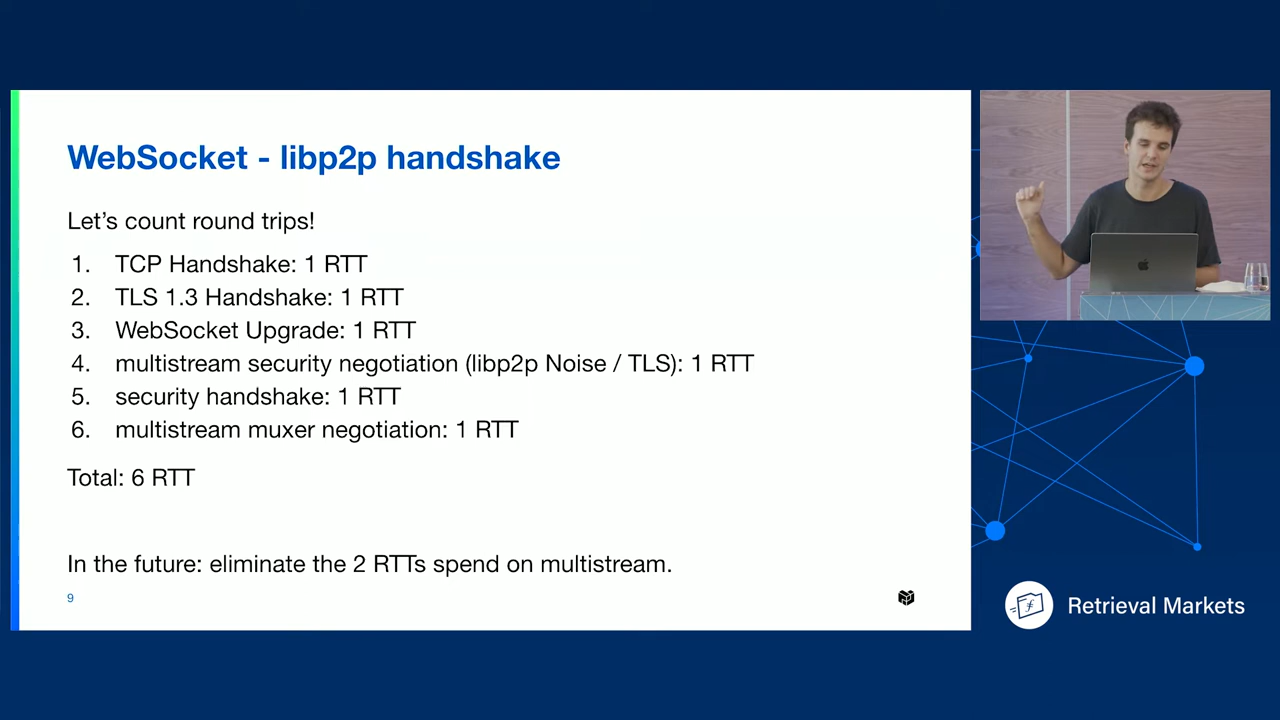 WebSocket - libp2p handshake
Let's count round trips!
1. TCP Handshake: 1 RTT
2. TLS 1.3 Handshake: 1 RTT
3. WebSocket Upgrade: 1 RTT
4. multistream security negotiation (libp2p Noise / TLS): 1 RTT
5. security handshake: 1 RTT
6. multistream muxer negotiation: 1 RTT
Total: 6 RTT
In the future: eliminate the 2 RTTs spend on multistream.
9
Retrieval Markets